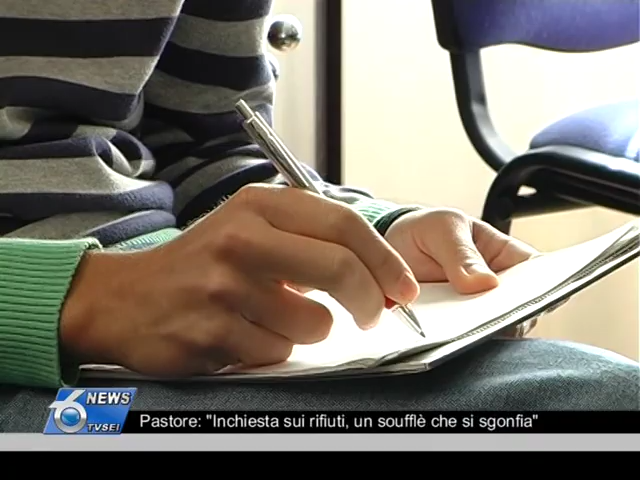 6 NEWS
TVSEI
Pastore: "Inchiesta sui rifiuti, un soufflè che si sgonfia"